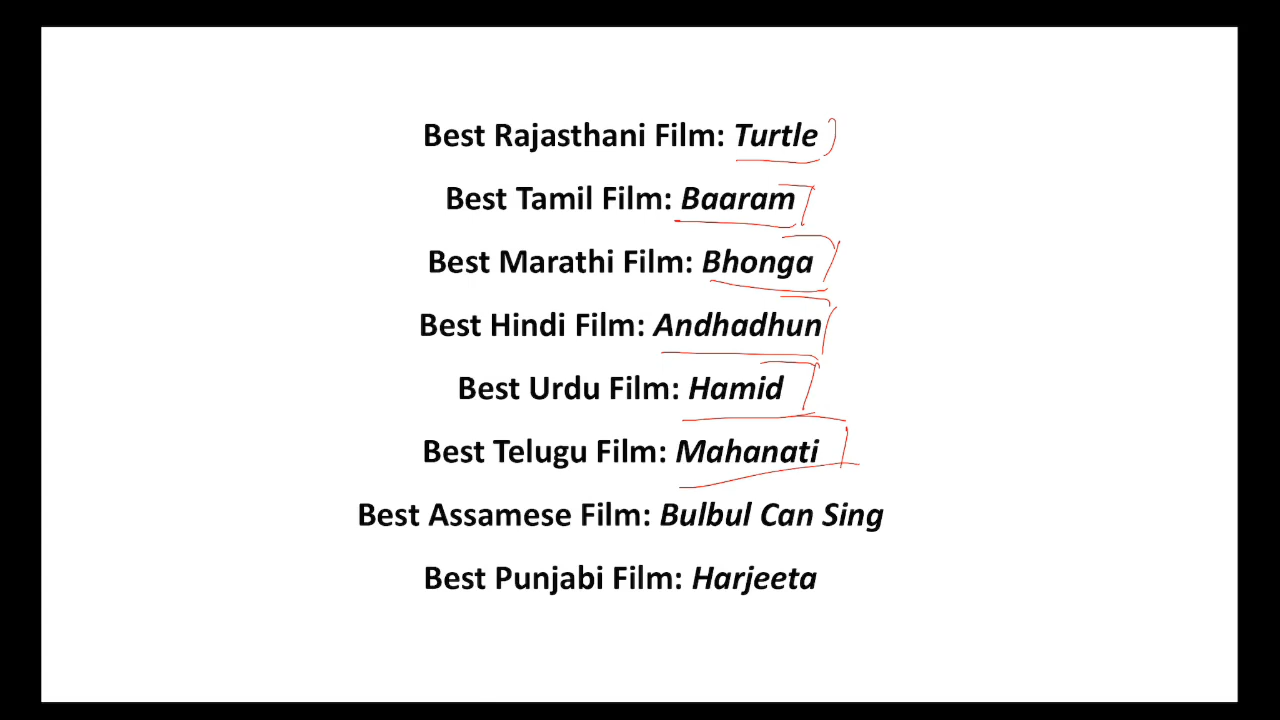 Best Rajasthani Film: Turtle
Best Tamil Film: Baaram
Best Marathi Film: Bhonga
Best Hindi Film: Andhadhun
Best Urdu Film: Hamid
Best Telugu Film: Mahanati
Best Assamese Film: Bulbul Can Sing
Best Punjabi Film: Harjeeta